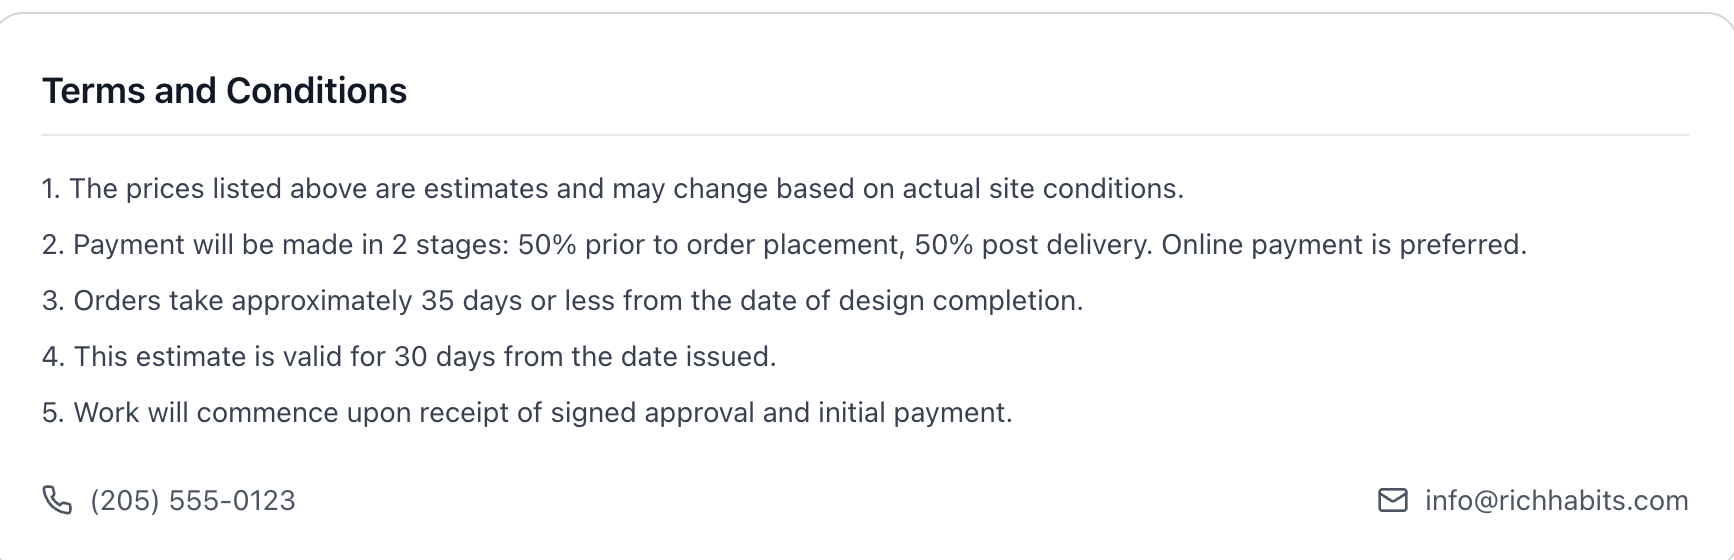 Terms and Conditions
1. The prices listed above are estimates and may change based on actual site conditions.
2. Payment will be made in 2 stages: 50% prior to order placement, 50% post delivery. Online payment is preferred.
3. Orders take approximately 35 days or less from the date of design completion.
4. This estimate is valid for 30 days from the date issued.
5. Work will commence upon receipt of signed approval and initial payment.
(205) 555-0123
info@richhabits.com